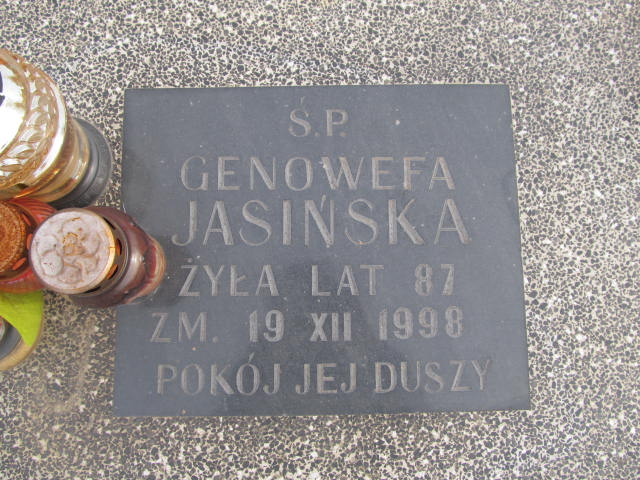 Ś.P.
GENOWEFA
JASIŃSKA
ŻYŁA LAT 87
ZM. 19 XII 1998
POKÓJ JEJ DUSZY